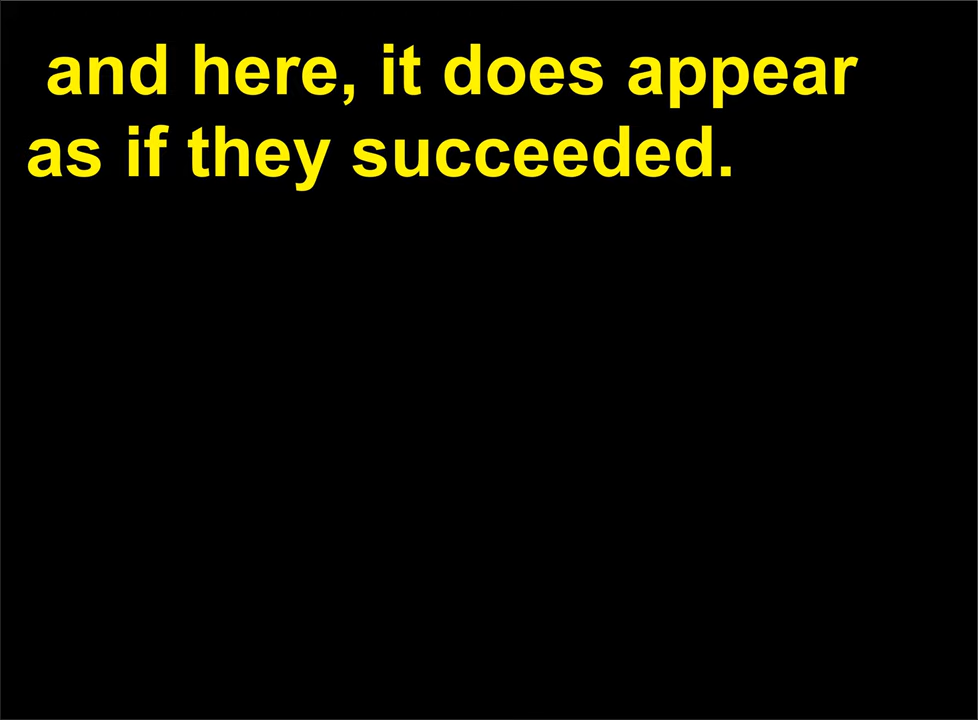 and here, it does appear
as if they succeeded.